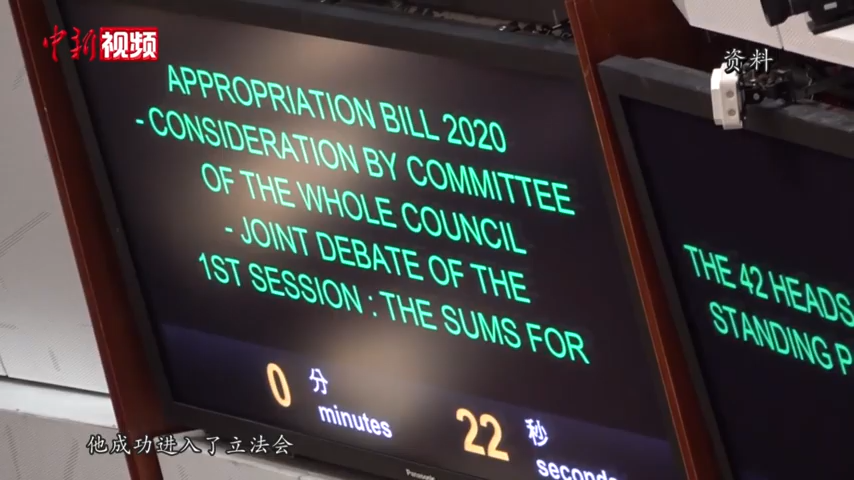 中新视频
资料
APPROPRIATION BILL 2020
- CONSIDERATION BY COMMITTEE
OF THE WHOLE COUNCIL
- JOINT DEBATE OF THE
1ST SESSION : THE SUMS FOR
0 分 minutes 22 秒 seconds
THE 42 HEADS
STANDING P
Panasonic
他成功进入了立法会